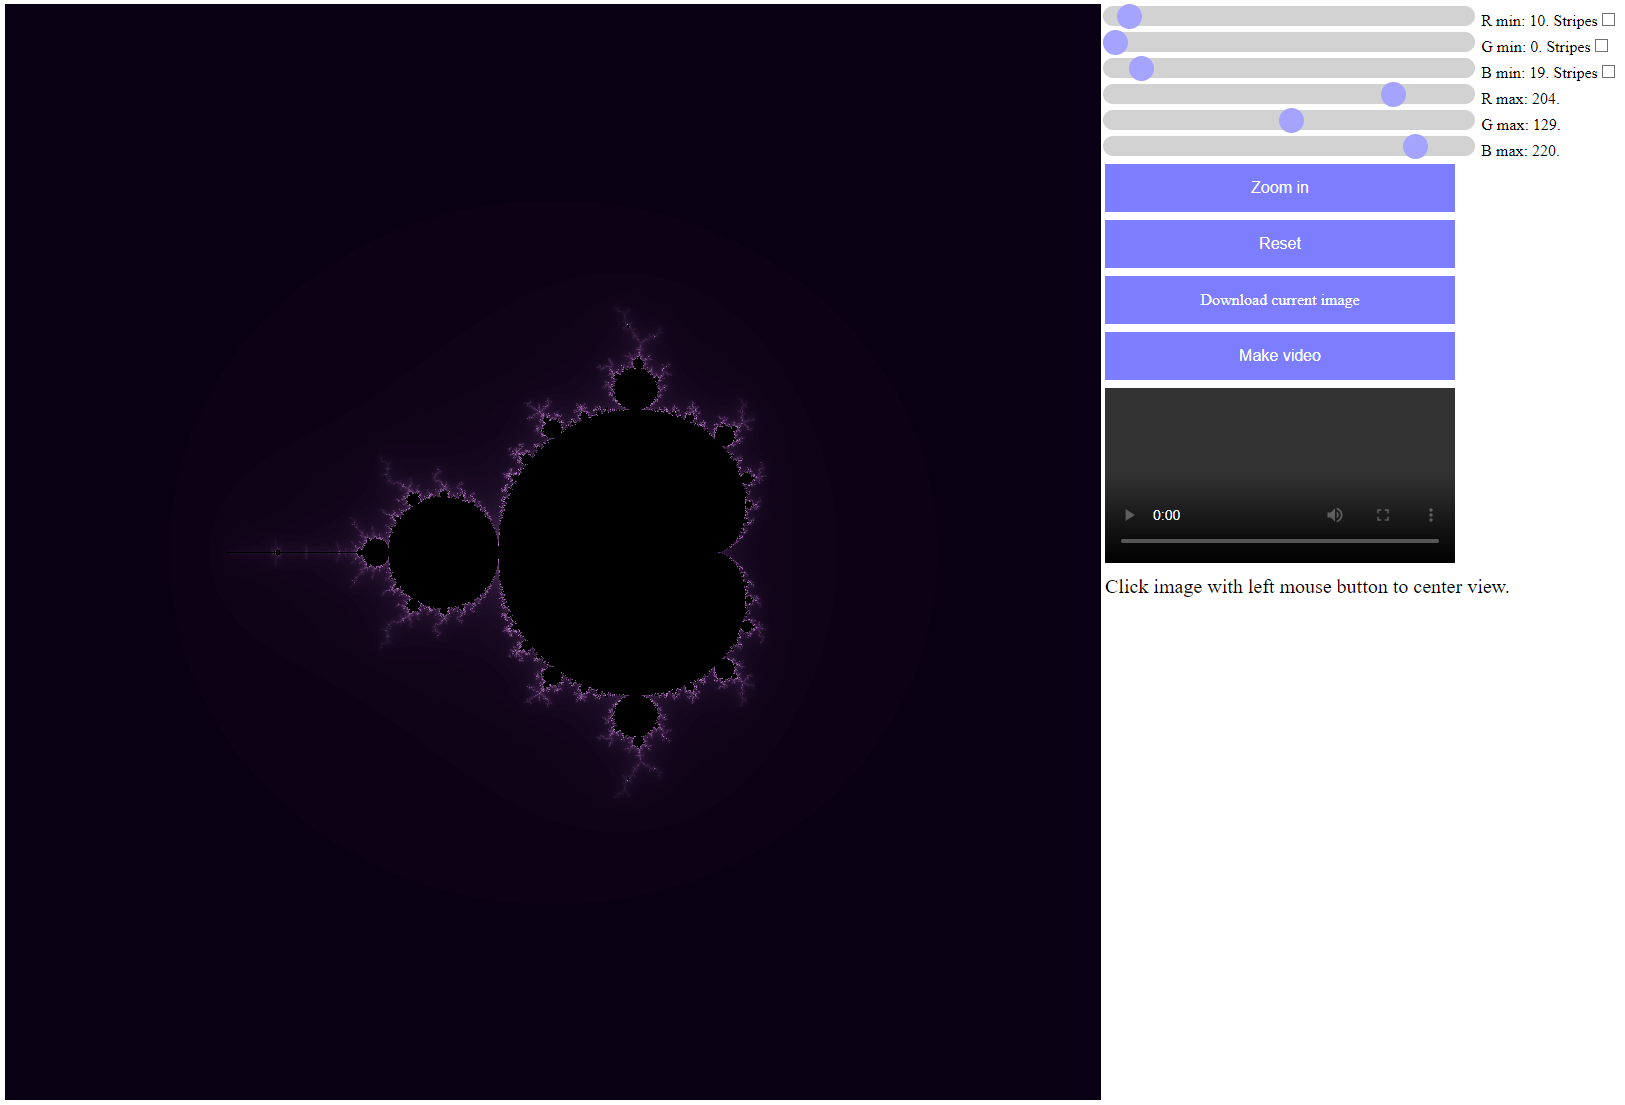 R min: 10. Stripes
G min: 0. Stripes
B min: 19. Stripes
R max: 204.
G max: 129.
B max: 220.
Zoom in
Reset
Download current image
Make video
0:00
Click image with left mouse button to center view.